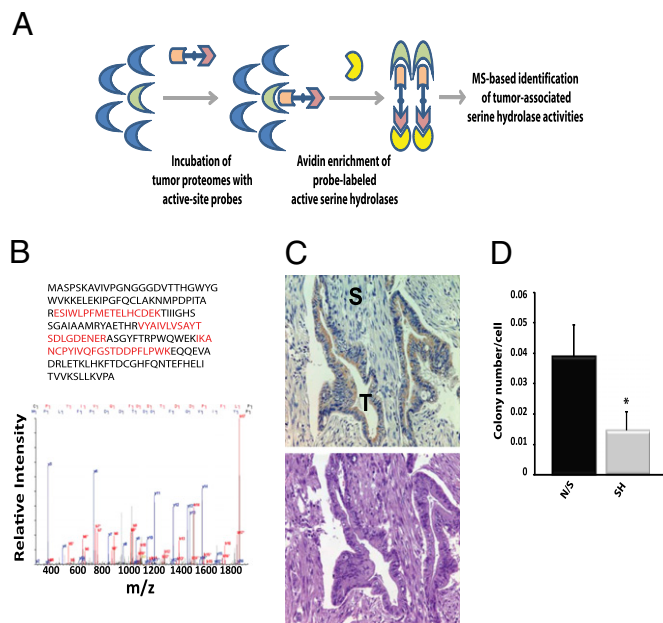 A
Incubation of
tumor proteomes with
active-site probes
Avidin enrichment of
probe-labeled
active serine hydrolases
MS-based identification
of tumor-associated
serine hydrolase activities
B
MASPSKAVIVPGNGGGDVTTHGWYG
WVKKELEKIPGFQCLAKNMPDPITA
RESIWLPFMETELHCDEKTIIIGHS
SGAIAAMRYAETHRVYAIVLVSAYT
SDLGDENERASGYFTRPWQWEKIKA
NCPYIVQFGSTDDPFLPWKEQQEVA
DRLETKLHKFTDCGHFQNTEFHELI
TVVKSLLKVPA
Relative Intensity
400 600 800 1000 1200 1400 1600 1800
m/z
C
S
T
D
Colony number/cell
0.06
0.05
0.04
0.03
0.02
0.01
0
*
N/S
SH